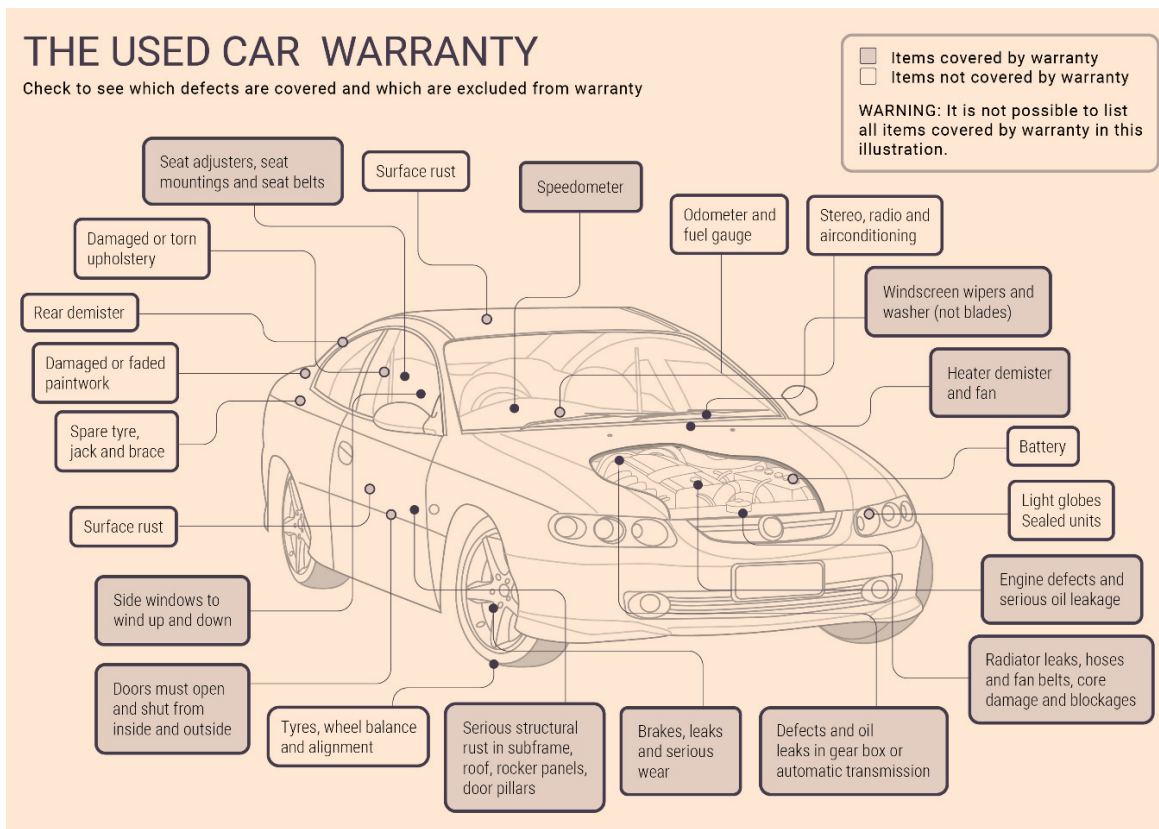 THE USED CAR WARRANTY
Check to see which defects are covered and which are excluded from warranty
Items covered by warranty
Items not covered by warranty
WARNING: It is not possible to list
all items covered by warranty in this
illustration.
Seat adjusters, seat
mountings and seat belts
Surface rust
Speedometer
Odometer and
fuel gauge
Stereo, radio and
airconditioning
Damaged or torn
upholstery
Windscreen wipers and
washer (not blades)
Rear demister
Damaged or faded
paintwork
Heater demister
and fan
Spare tyre,
jack and brace
Battery
Light globes
Sealed units
Surface rust
Side windows to
wind up and down
Engine defects and
serious oil leakage
Radiator leaks, hoses
and fan belts, core
damage and blockages
Doors must open
and shut from
inside and outside
Tyres, wheel balance
and alignment
Serious structural
rust in subframe,
roof, rocker panels,
door pillars
Brakes, leaks
and serious
wear
Defects and oil
leaks in gear box or
automatic transmission